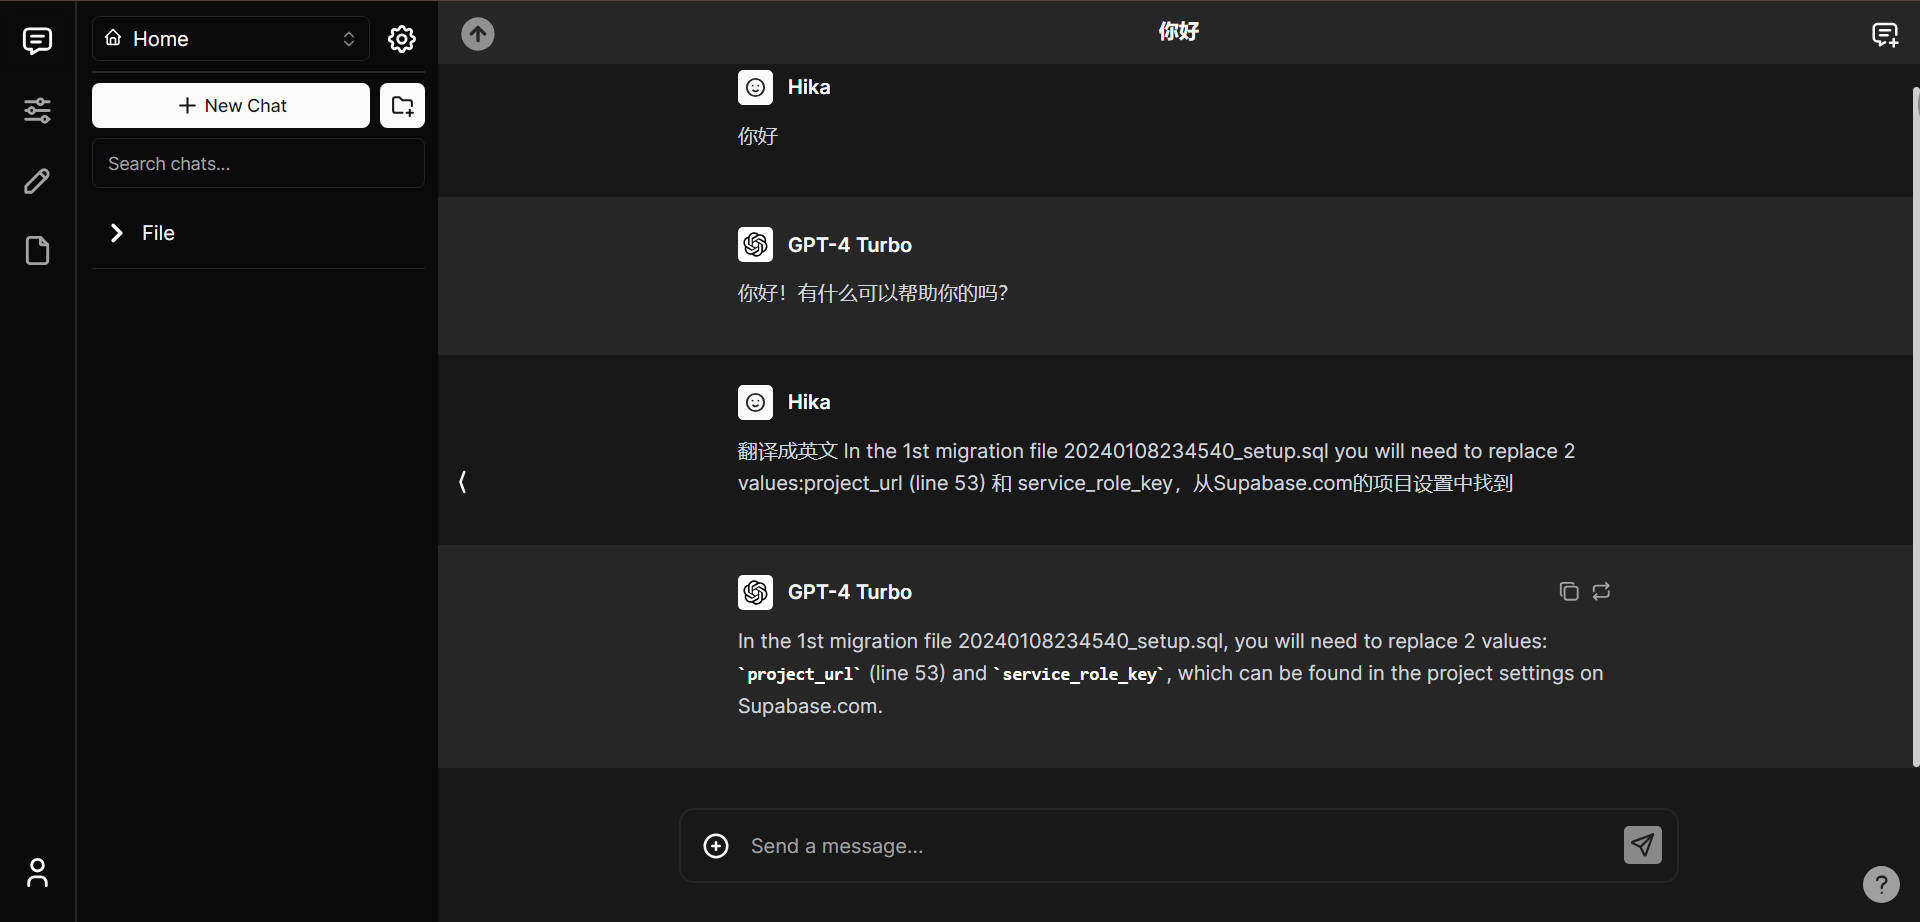 Home
New Chat
Search chats...
File
你好
Hika
你好
GPT-4 Turbo
你好！有什么可以帮助你的吗？
Hika
翻译成英文 In the 1st migration file 20240108234540_setup.sql you will need to replace 2
values:project_url (line 53) 和 service_role_key，从Supabase.com的项目设置中找到
GPT-4 Turbo
In the 1st migration file 20240108234540_setup.sql, you will need to replace 2 values:
`project_url` (line 53) and `service_role_key`, which can be found in the project settings on
Supabase.com.
Send a message...
?